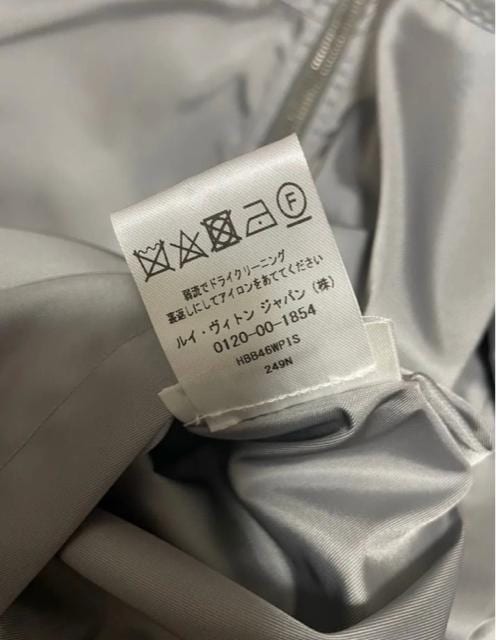 F
弱流でドライクリーニング
裏返しにしてアイロンをあててください
ルイ・ヴィトン ジャパン（株）
0120-00-1854
HBB46WPIS
249N